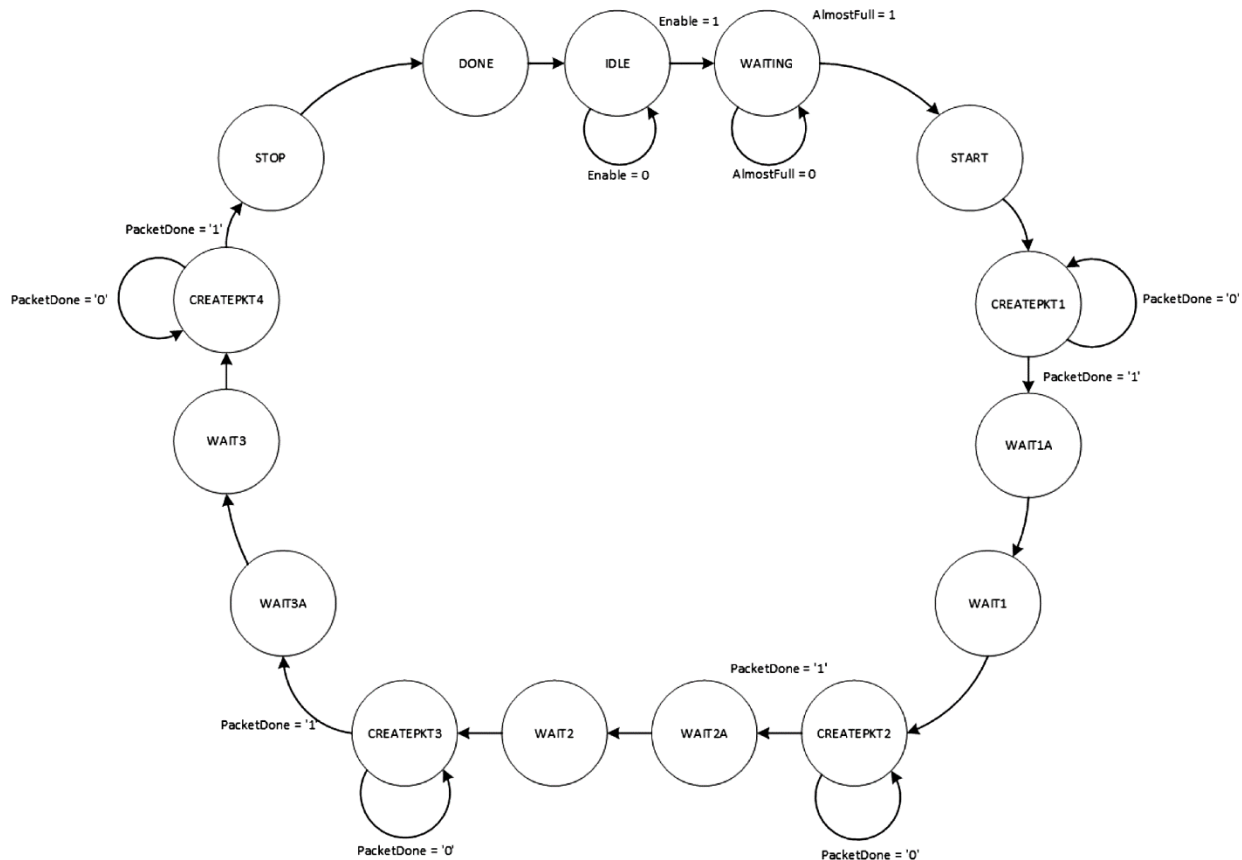 Enable = 1
AlmostFull = 1
DONE
IDLE
WAITING
STOP
START
Enable = 0
AlmostFull = 0
PacketDone = '1'
PacketDone = '0'
CREATEPKT4
CREATEPKT1
PacketDone = '0'
PacketDone = '1'
WAIT3
WAIT1A
WAIT3A
WAIT1
PacketDone = '1'
PacketDone = '1'
CREATEPKT3
WAIT2
WAIT2A
CREATEPKT2
PacketDone = '0'
PacketDone = '0'